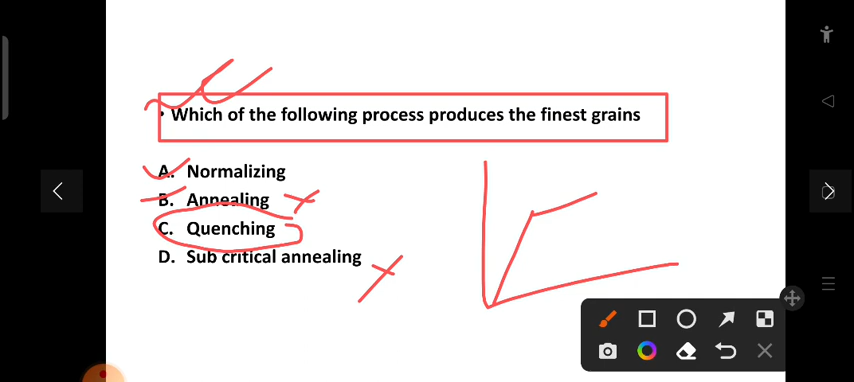 • Which of the following process produces the finest grains
A. Normalizing
B. Annealing
C. Quenching
D. Sub critical annealing